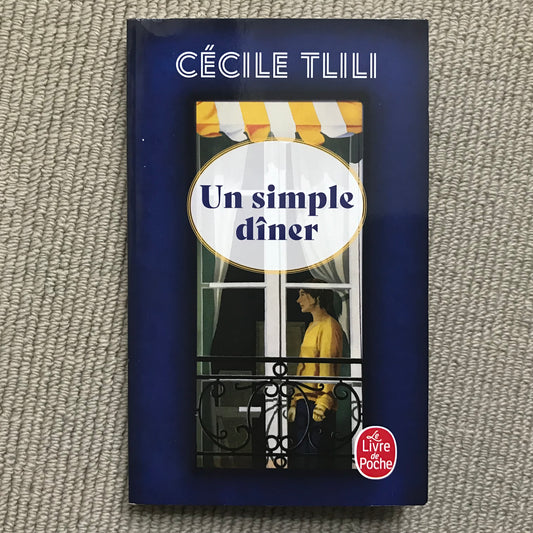 CÉCILE TLILI
Un simple
dîner
Le
Livre
de
Poche